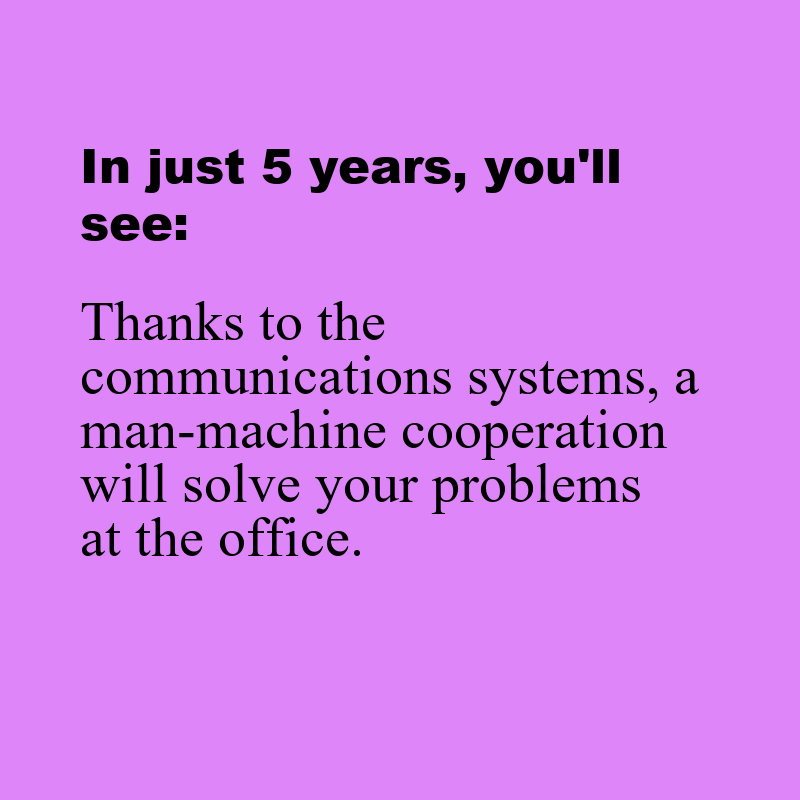 In just 5 years, you'll
see:
Thanks to the
communications systems, a
man-machine cooperation
will solve your problems
at the office.